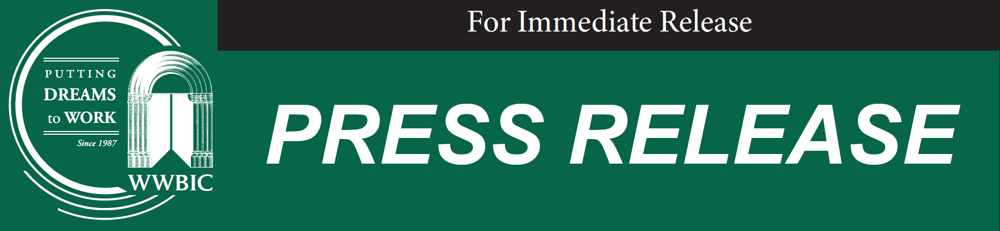 PUTTING
DREAMS
to WORK
Since 1987
WWBIC
For Immediate Release
PRESS RELEASE